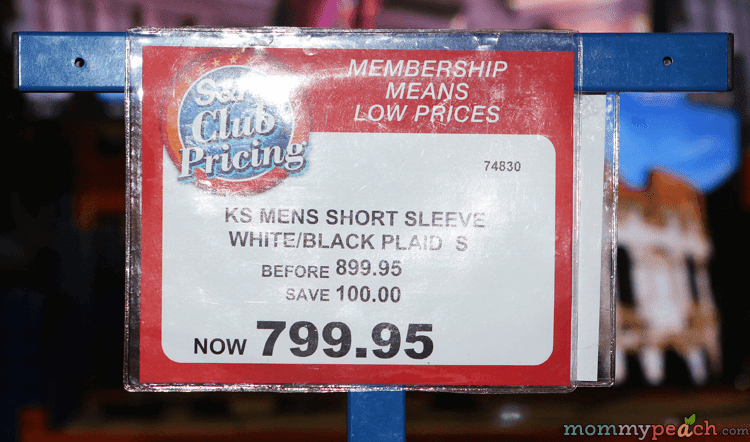 MEMBERSHIP
MEANS
LOW PRICES
Club
Pricing
74830
KS MENS SHORT SLEEVE
WHITE/BLACK PLAID S
BEFORE 899.95
SAVE 100.00
NOW 799.95
mommypeach.com